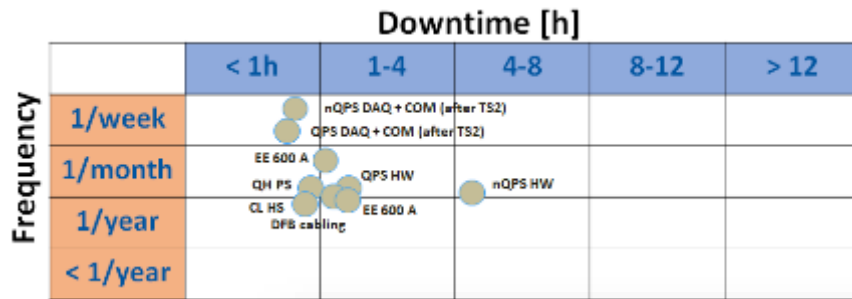 Downtime [h]
< 1h
1-4
4-8
8-12
> 12
Frequency
1/week
nQPS DAQ + COM (after TS2)
QPS DAQ + COM (after TS2)
1/month
EE 600 A
QPS HW
QH PS
nQPS HW
1/year
CL HS
EE 600 A
DFB cabling
< 1/year